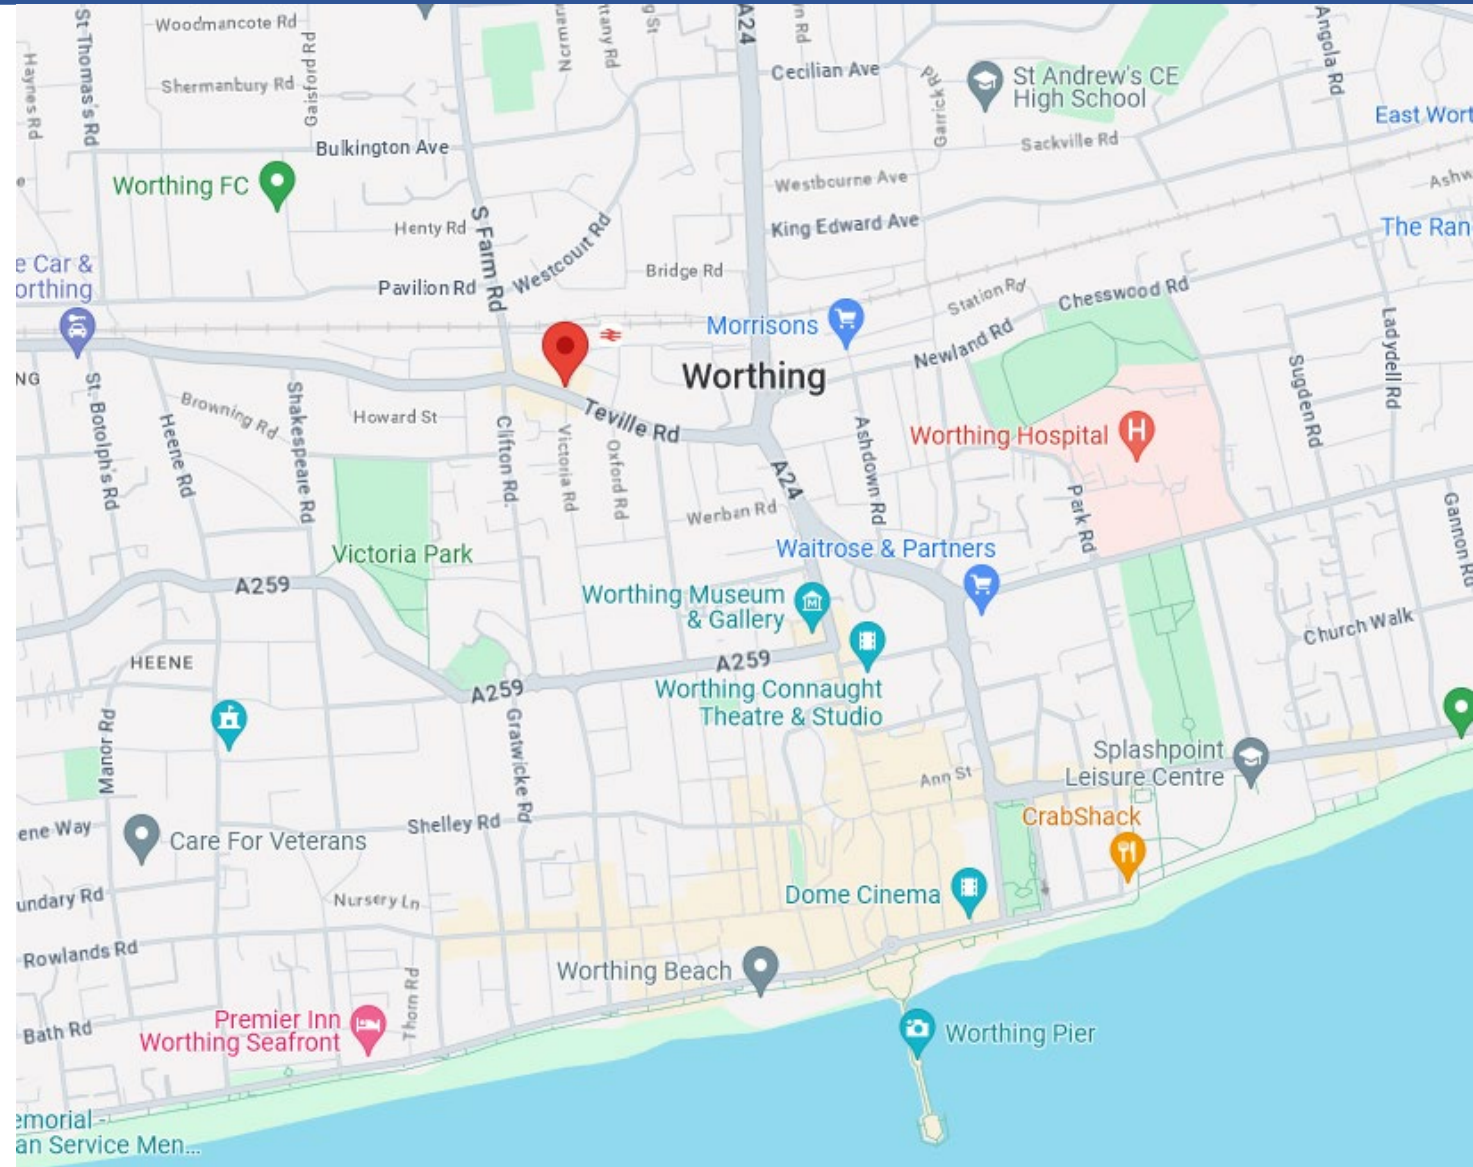 Woodmancote Rd
St Thomas's Rd
Haynes Rd
Shermanbury Rd
Gaisford Rd
Bulkington Ave
Worthing FC
Henty Rd
S Farm Rd
Westcourt Rd
Pavilion Rd
A24
Cecilian Ave
Garrick Rd
St Andrew's CE
High School
Angola Rd
East Wort
Sackville Rd
Westbourne Ave
King Edward Ave
Ashw
The Ran
Bridge Rd
e Car &
orthing
Morrisons
Station Rd
Chesswood Rd
Newland Rd
Ladydell Rd
Sugden Rd
Worthing
NG
St. Botolph's Rd
Heene Rd
Browning Rd
Shakespeare Rd
Howard St
Clifton Rd.
Victoria Rd
Oxford Rd
Teville Rd
A24
Ashdown Rd
Worthing Hospital
H
Park Rd
Gannon Rd
Victoria Park
Waitrose & Partners
A259
Worthing Museum
& Gallery
M
Church Walk
HEENE
A259
A259
Worthing Connaught
Theatre & Studio
Manor Rd
Gratwicke Rd
Ann St
Splashpoint
Leisure Centre
CrabShack
ene Way
Care For Veterans
Shelley Rd
undary Rd
Nursery Ln
Dome Cinema
Rowlands Rd
Worthing Beach
Thorn Rd
Bath Rd
Premier Inn
Worthing Seafront
Worthing Pier
emorial -
an Service Men...